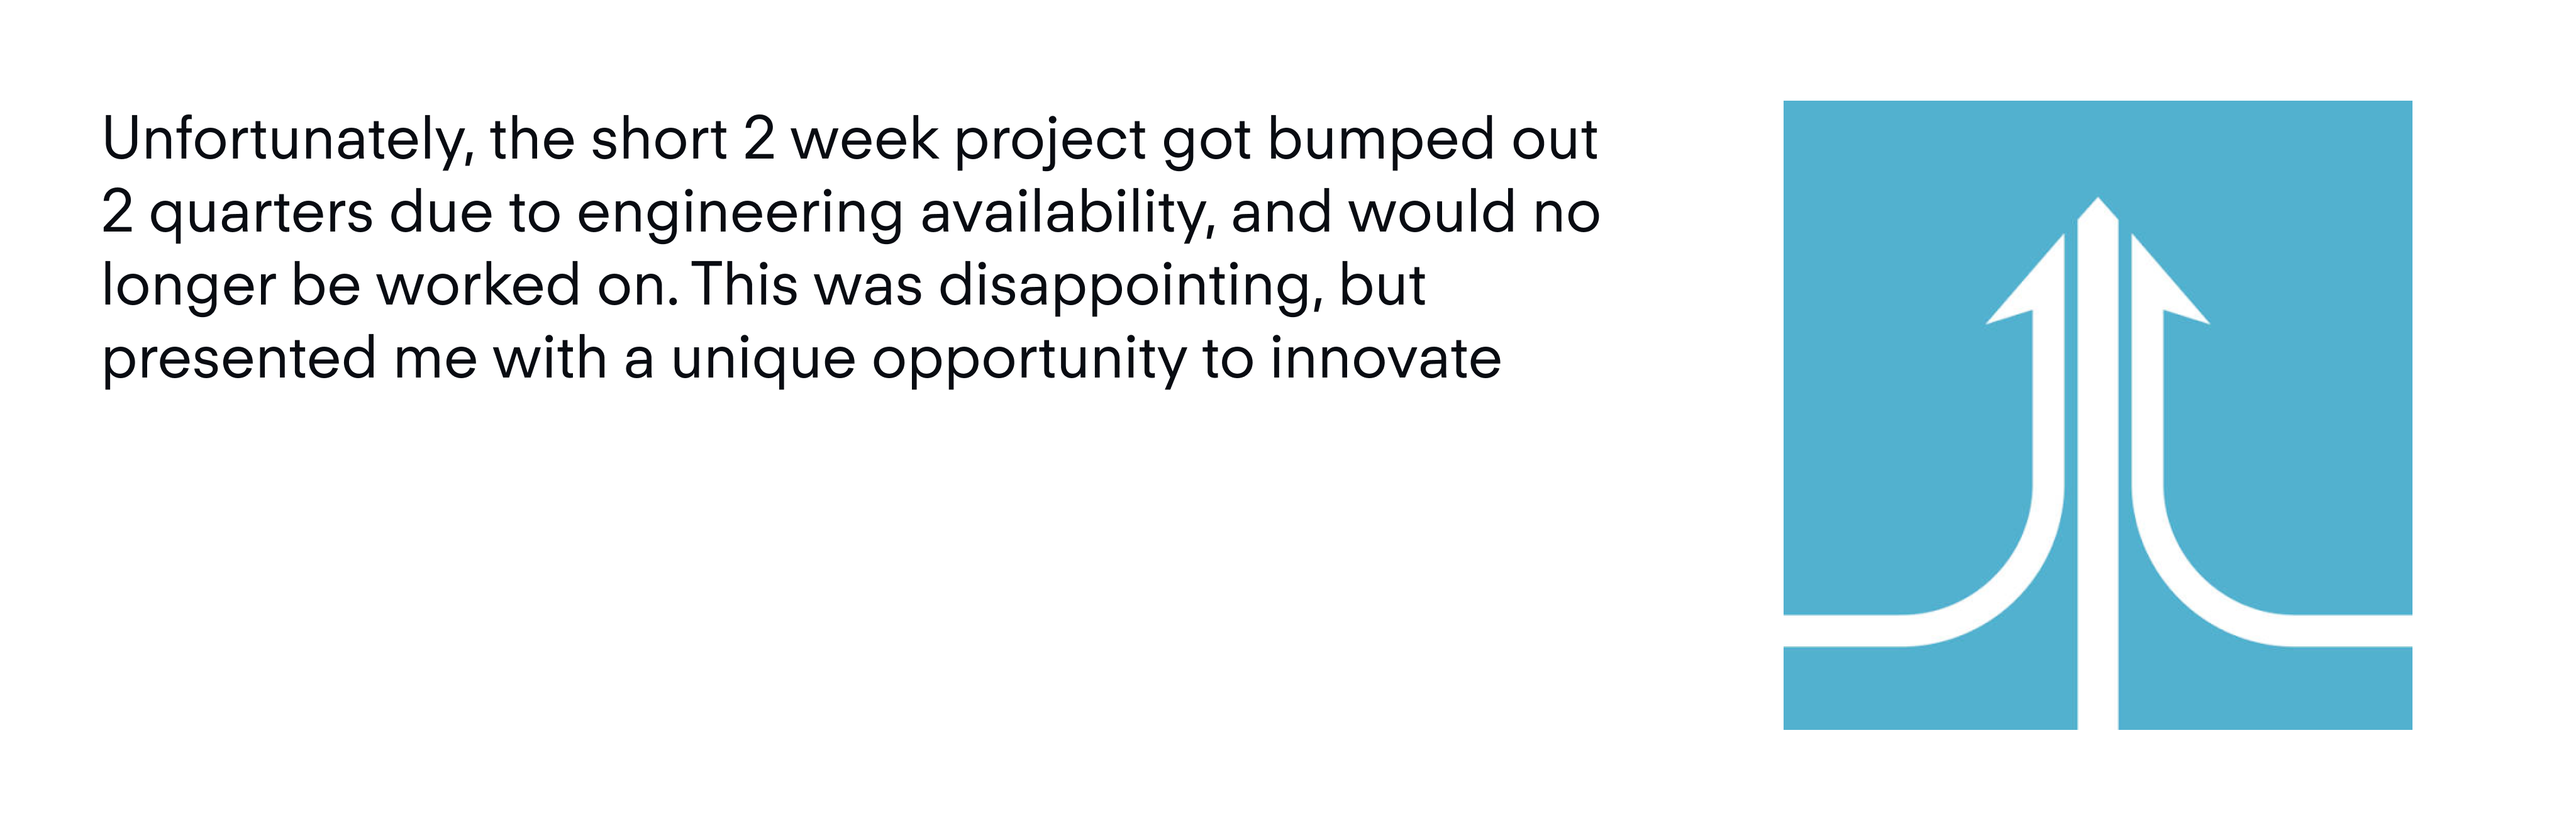 Unfortunately, the short 2 week project got bumped out
2 quarters due to engineering availability, and would no
longer be worked on. This was disappointing, but
presented me with a unique opportunity to innovate